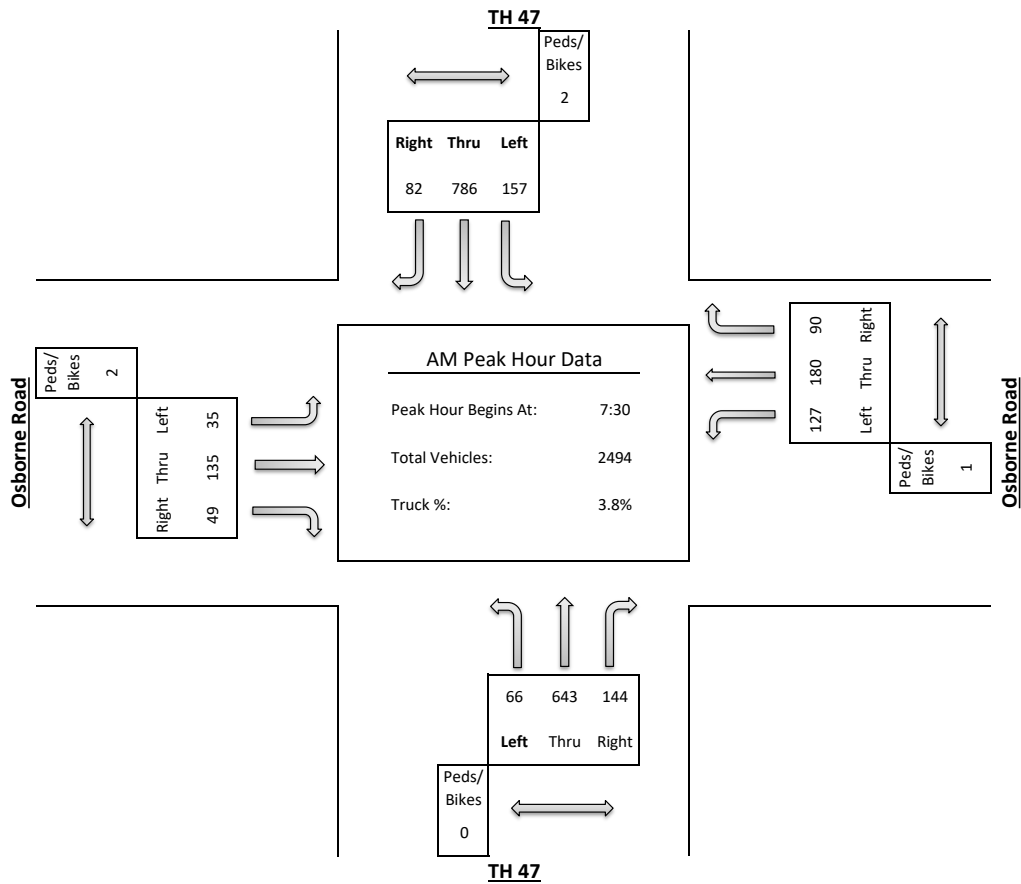 TH 47
Peds/
Bikes
2
Right Thru Left
82 786 157
Osborne Road
Peds/
Bikes
2
Left 35
Thru 135
Right 49
AM Peak Hour Data
Peak Hour Begins At: 7:30
Total Vehicles: 2494
Truck %: 3.8%
90 Right
180 Thru
127 Left
Peds/
Bikes
1
Osborne Road
66 643 144
Left Thru Right
Peds/
Bikes
0
TH 47